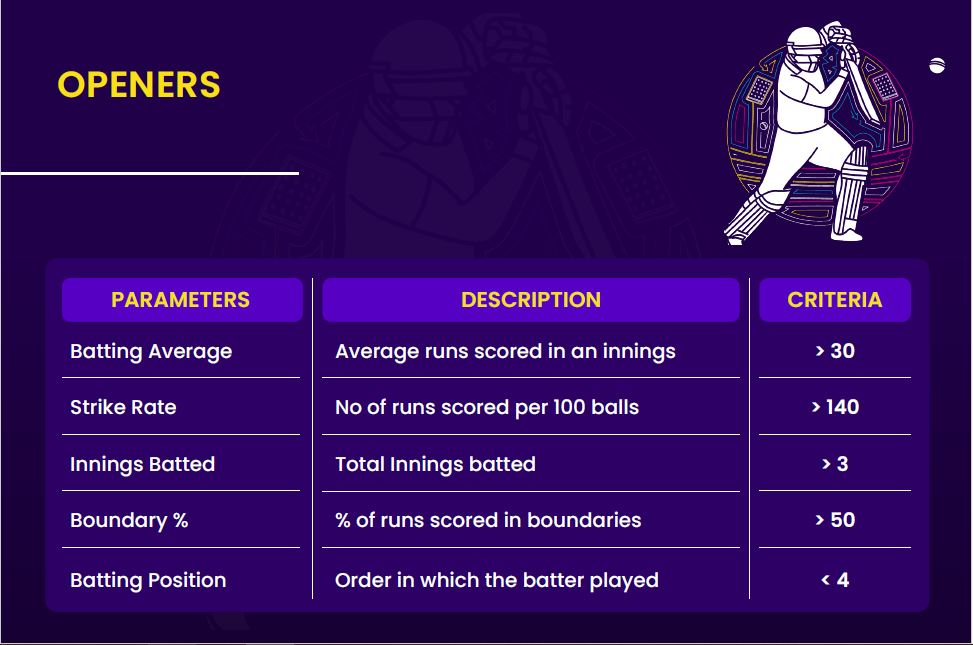 OPENERS
PARAMETERS DESCRIPTION CRITERIA
Batting Average Average runs scored in an innings > 30
Strike Rate No of runs scored per 100 balls > 140
Innings Batted Total Innings batted > 3
Boundary % % of runs scored in boundaries > 50
Batting Position Order in which the batter played < 4